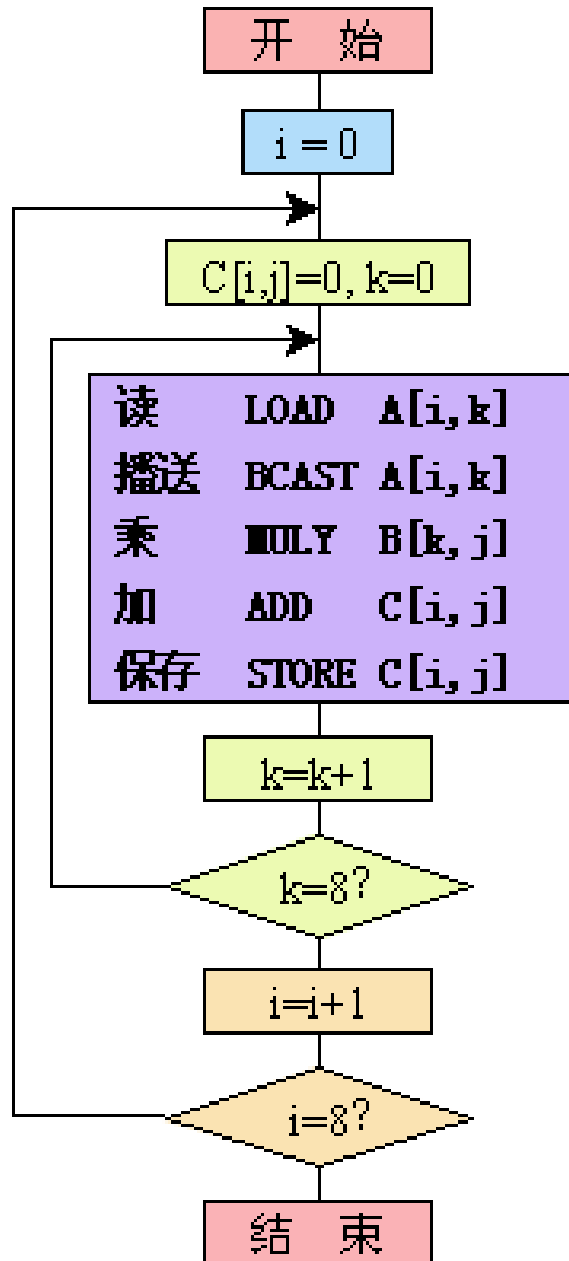 开 始
i = 0
C[i,j]=0, k=0
读 LOAD A[i,k]
播送 BCAST A[i,k]
乘 MULY B[k,j]
加 ADD C[i,j]
保存 STORE C[i,j]
k=k+1
k=8?
i=i+1
i=8?
结 束